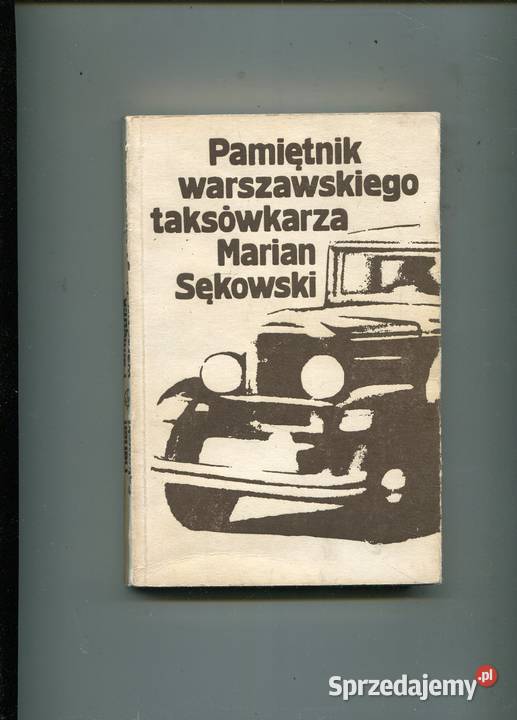 Pamiętnik
warszawskiego
taksówkarza
Marian
Sękowski
Sprzedajemy.pl